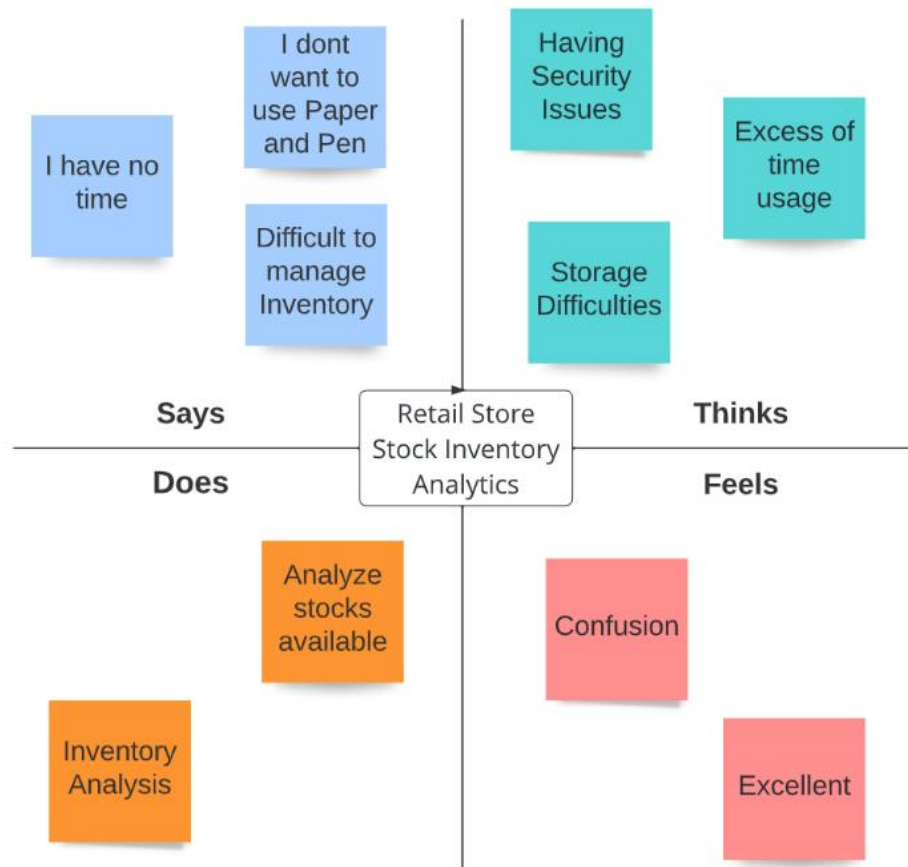 I dont
want to
use Paper
and Pen
I have no
time
Difficult to
manage
Inventory
Says
Having
Security
Issues
Excess of
time
usage
Storage
Difficulties
Thinks
Retail Store
Stock Inventory
Analytics
Does
Analyze
stocks
available
Inventory
Analysis
Feels
Confusion
Excellent